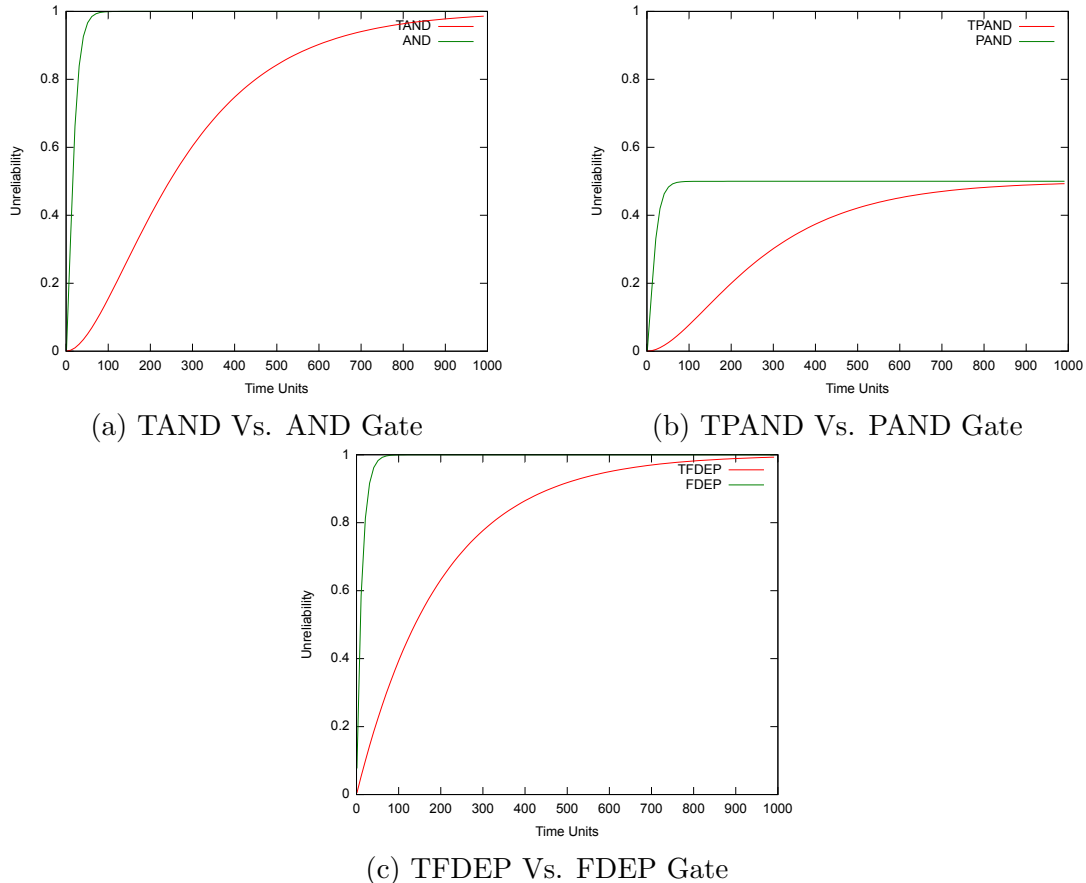 1
0.8
0.6
0.4
0.2
0
Unreliability
TAND
AND
0 100 200 300 400 500 600 700 800 900 1000
Time Units
(a) TAND Vs. AND Gate
1
0.8
0.6
0.4
0.2
0
Unreliability
TPAND
PAND
0 100 200 300 400 500 600 700 800 900 1000
Time Units
(b) TPAND Vs. PAND Gate
1
0.8
0.6
0.4
0.2
0
Unreliability
TFDEP
FDEP
0 100 200 300 400 500 600 700 800 900 1000
Time Units
(c) TFDEP Vs. FDEP Gate